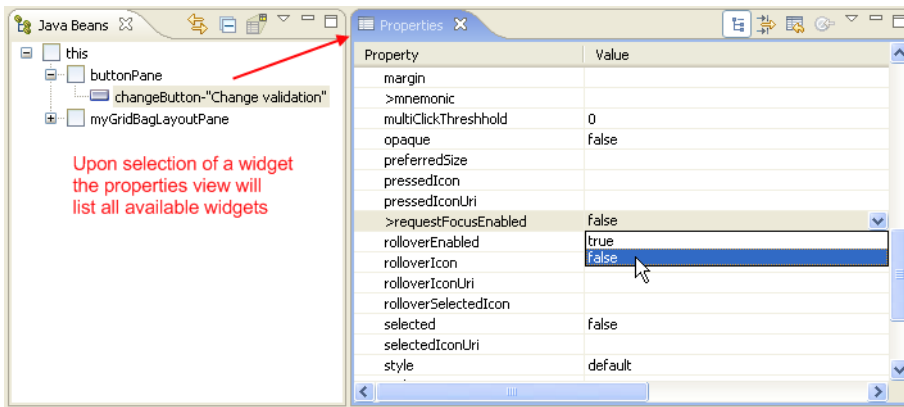 Java Beans
this
buttonPane
changeButton-"Change validation"
myGridBagLayoutPane
Upon selection of a widget
the properties view will
list all available widgets
Properties
Property Value
margin
>mnemonic
multiClickThreshhold 0
opaque false
preferredSize
pressedIcon
pressedIconUri
>requestFocusEnabled false
rolloverEnabled true
rolloverIcon false
rolloverIconUri
rolloverSelectedIcon
selected false
selectedIconUri
style default